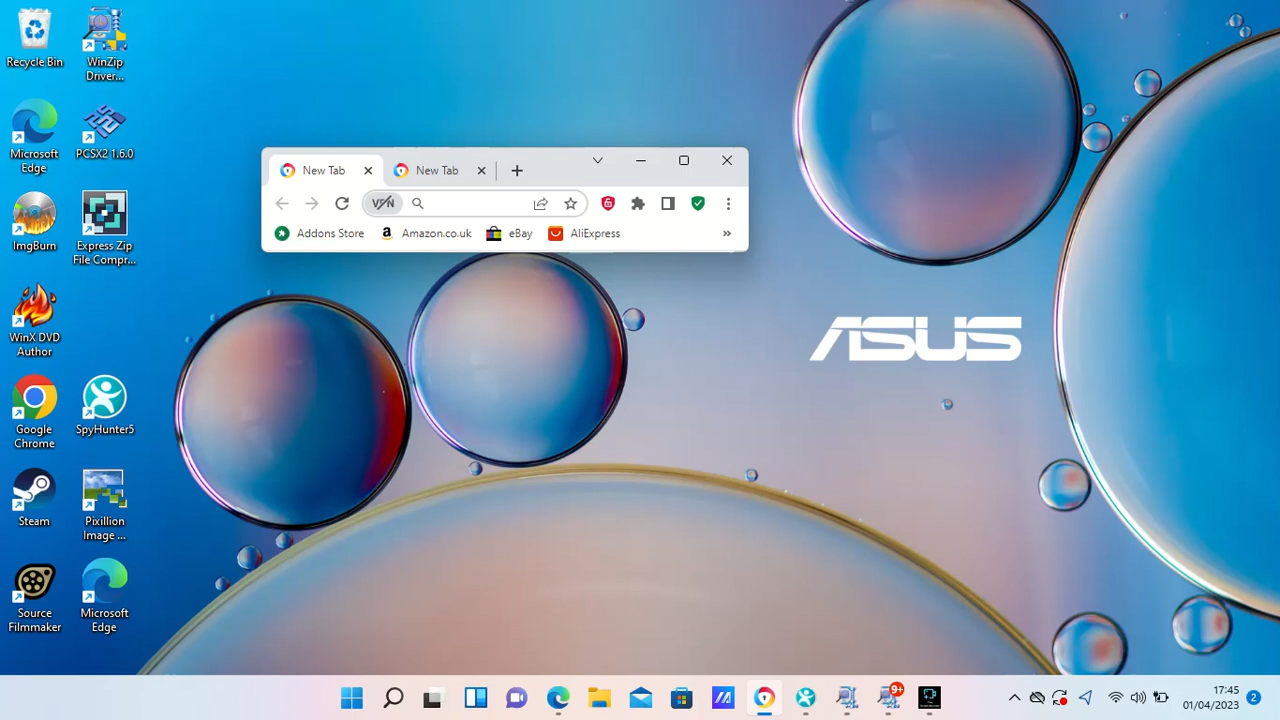 Recycle Bin
WinZip
Driver...
Microsoft
Edge
PCSX2 1.6.0
ImgBurn
Express Zip
File Compr...
WinX DVD
Author
Google
Chrome
SpyHunter5
Steam
Pixillion
Image ...
Source
Filmmaker
Microsoft
Edge
New Tab
New Tab
VPN
Addons Store
Amazon.co.uk
eBay
AliExpress
ASUS
9+
17:45
01/04/2023
2